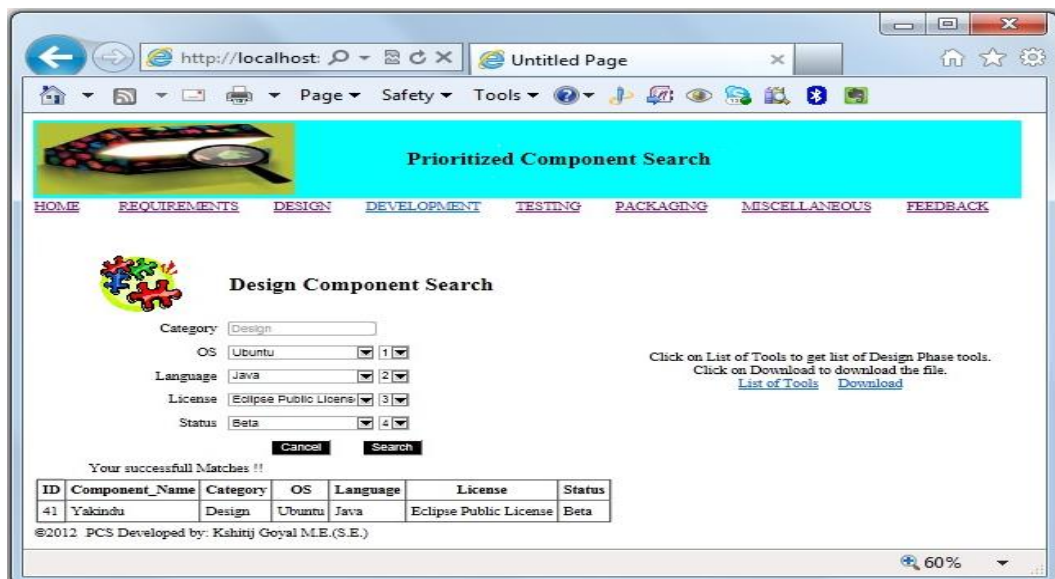 http://localhost:
Untitled Page
Page
Safety
Tools
Prioritized Component Search
HOME REQUIREMENTS DESIGN DEVELOPMENT TESTING PACKAGING MISCELLANEOUS FEEDBACK
Design Component Search
Category Design
OS Ubuntu 1
Language Java 2
License Eclipse Public Licens 3
Status Beta 4
Cancel Search
Click on List of Tools to get list of Design Phase tools.
Click on Download to download the file.
List of Tools Download
Your successfull Matches !!
ID Component_Name Category OS Language License Status
41 Yakindu Design Ubuntu Java Eclipse Public License Beta
©2012 PCS Developed by: Kshitij Goyal M.E.(S.E.)
60%